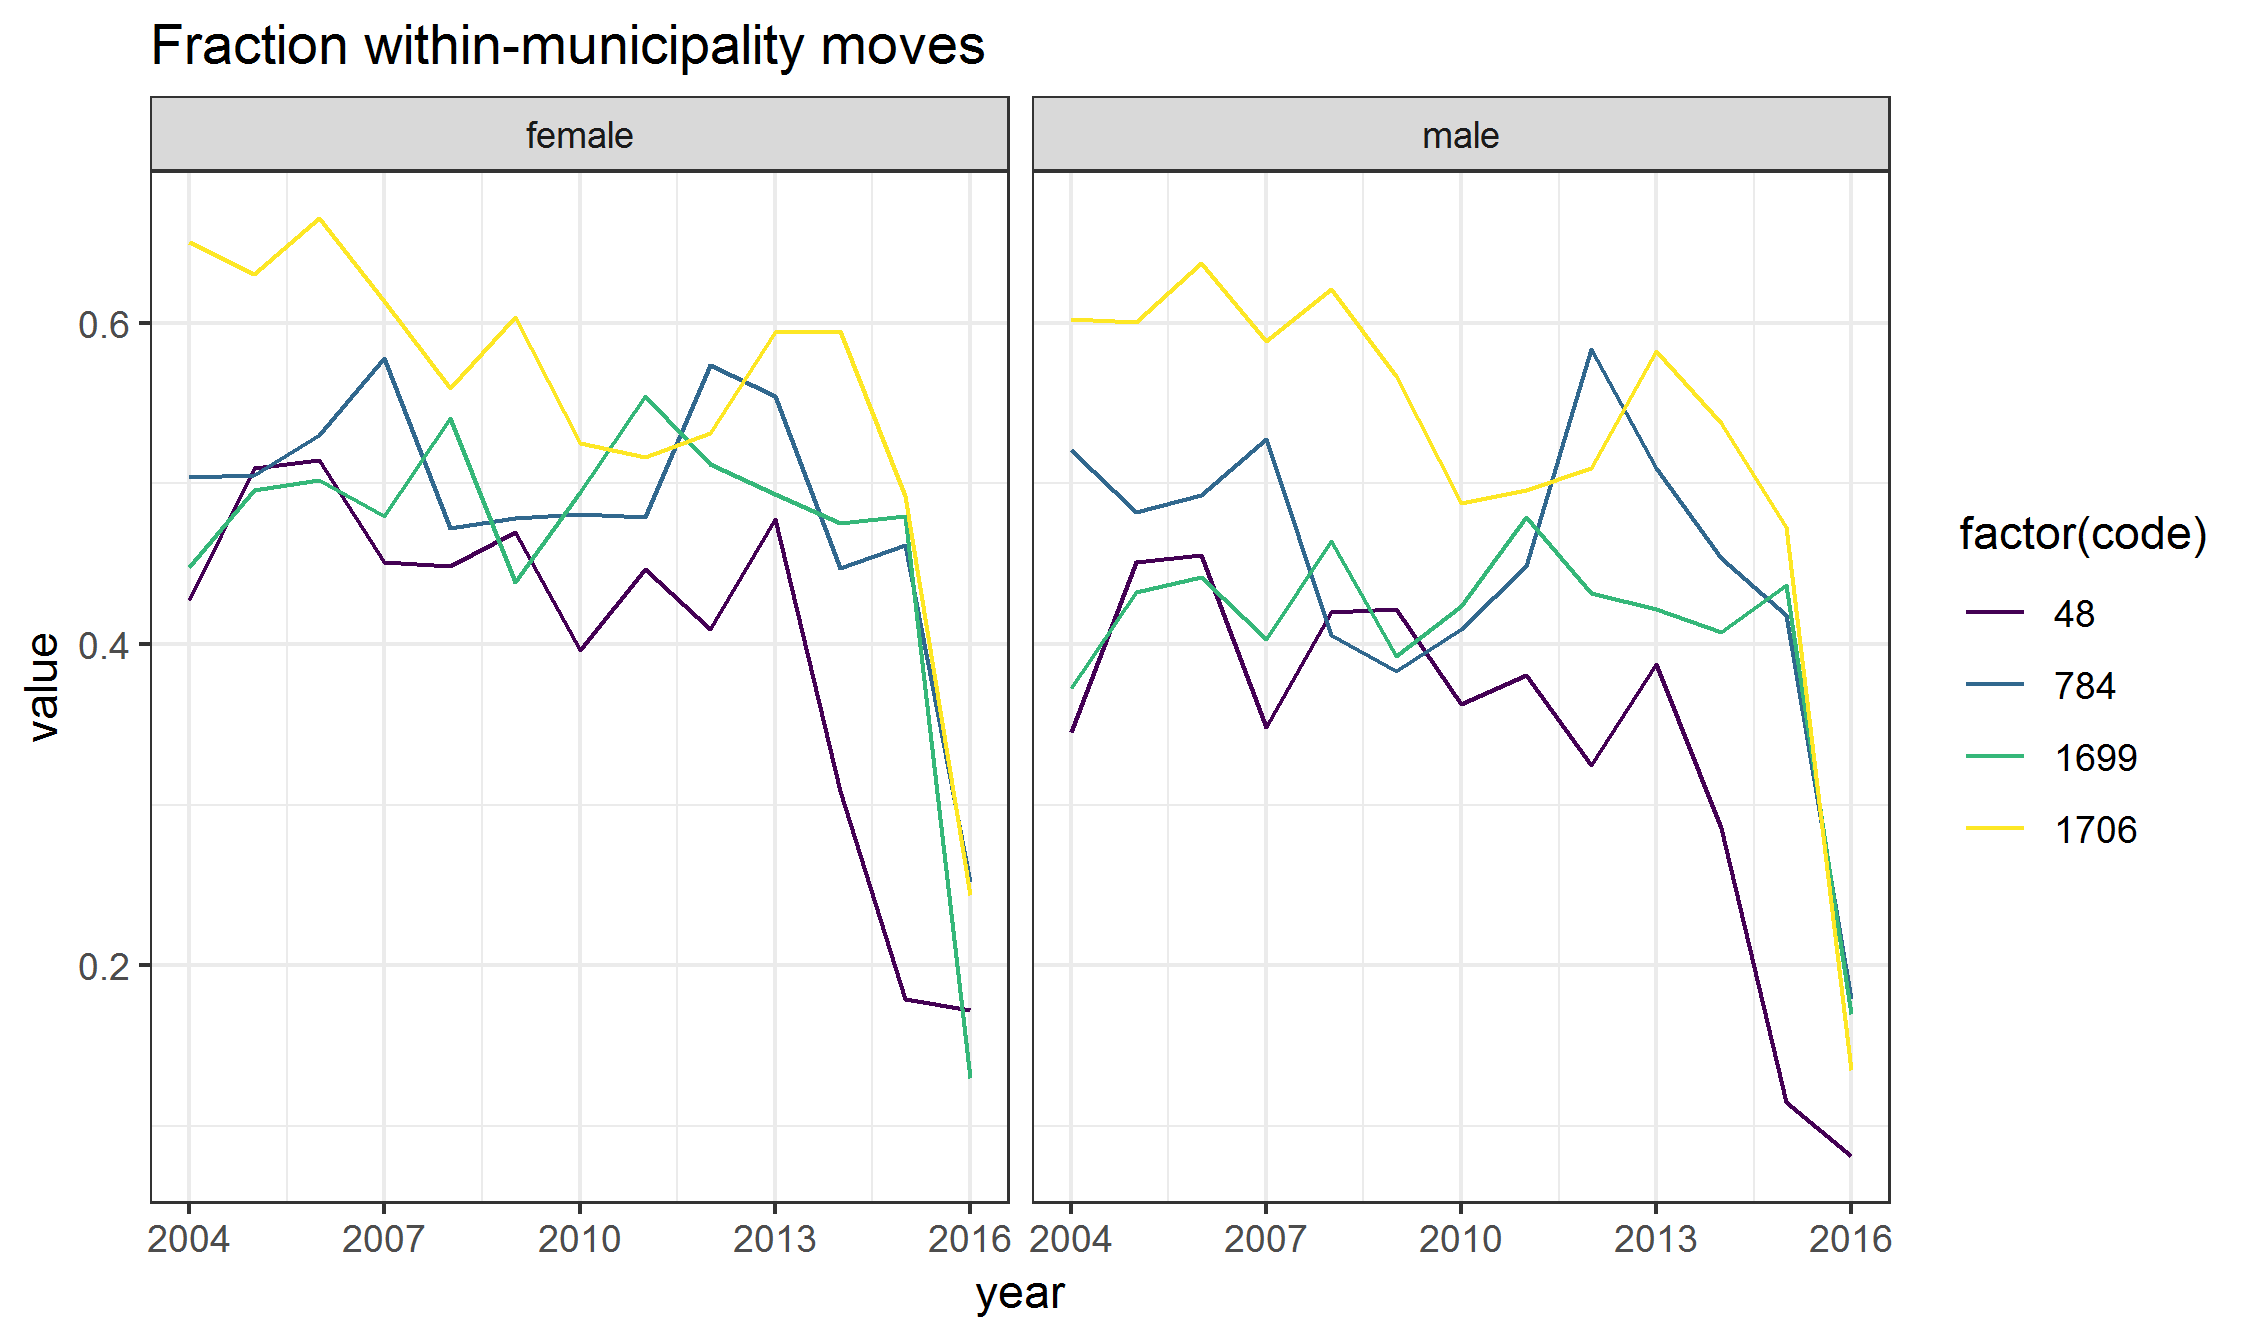 Fraction within-municipality moves
female
male
0.6
0.4
0.2
value
2004 2007 2010 2013 2016
2004 2007 2010 2013 2016
year
factor(code)
48
784
1699
1706